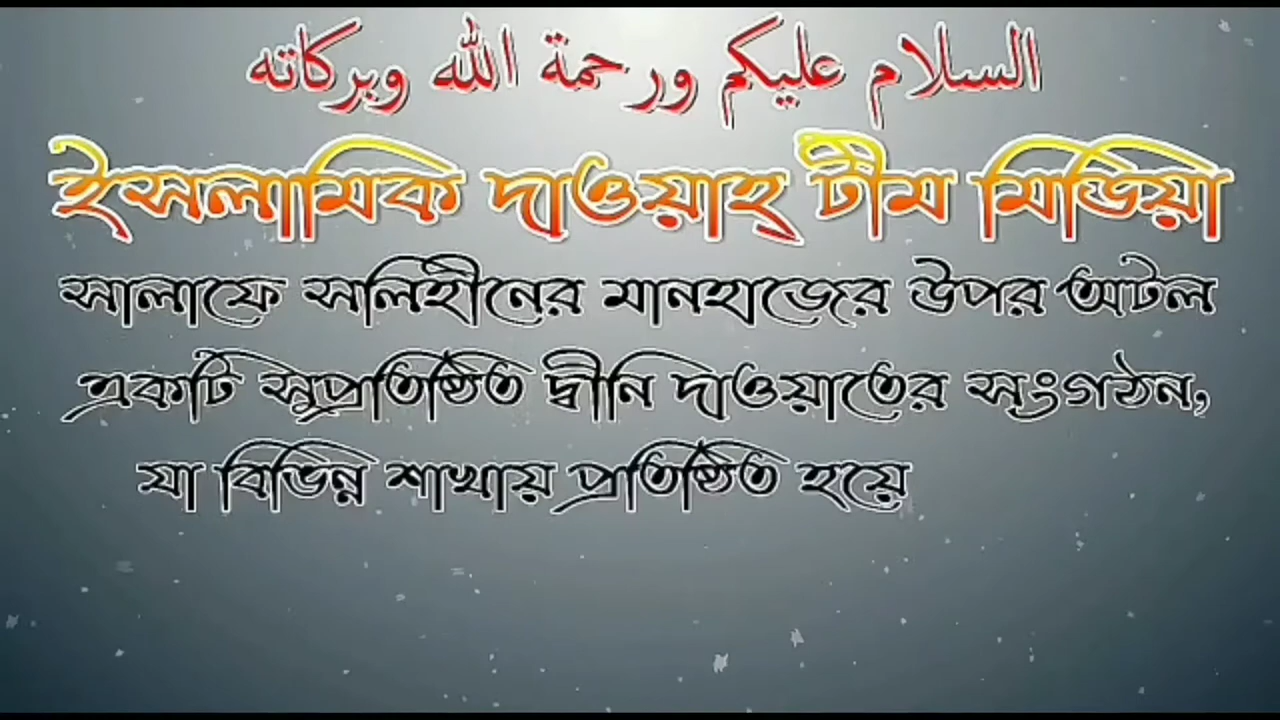 السلام عليكم ورحمة الله وبركاته
ইসলামিক দাওয়াহ্ টীম মিডিয়া
সালাফে সলিহীনের মানহাজের উপর অটল
একটি সুপ্রতিষ্ঠিত দ্বীনি দাওয়াতের সংগঠন,
যা বিভিন্ন শাখায় প্রতিষ্ঠিত হয়ে